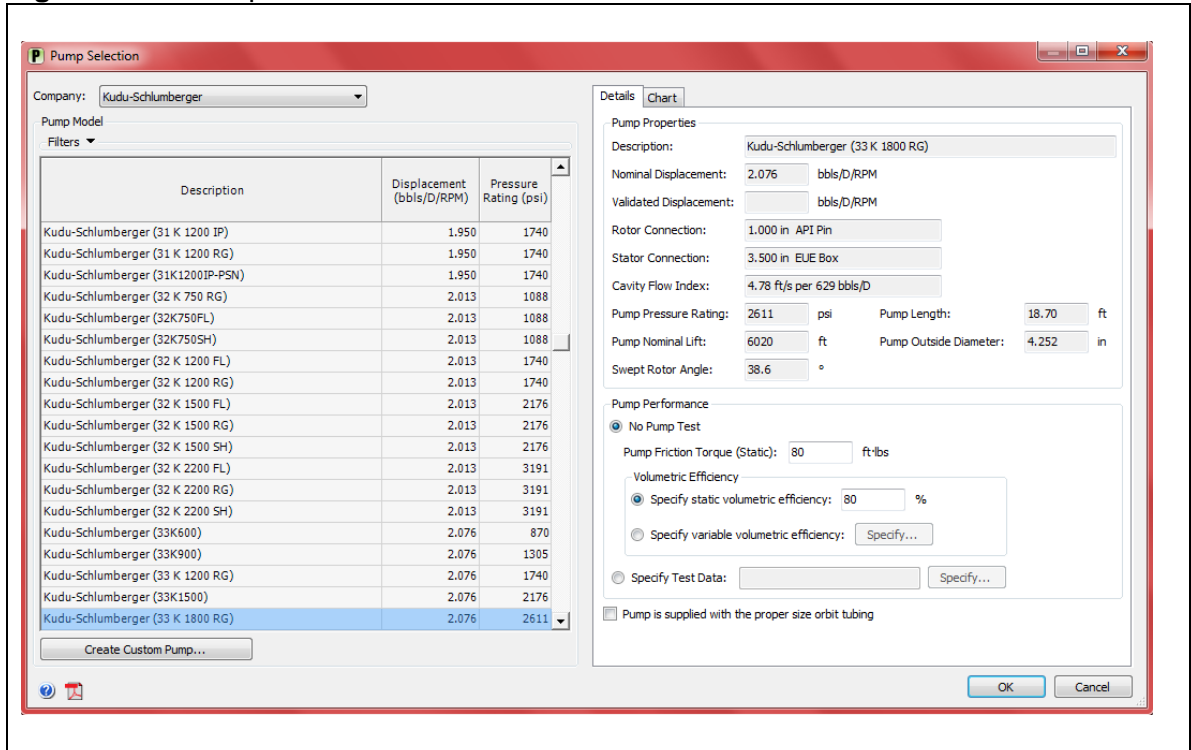 Pump Selection
Company: Kudu-Schlumberger
Pump Model
Filters
Description Displacement (bbls/D/RPM) Pressure Rating (psi)
Kudu-Schlumberger (31 K 1200 IP) 1.950 1740
Kudu-Schlumberger (31 K 1200 RG) 1.950 1740
Kudu-Schlumberger (31K1200IP-PSN) 1.950 1740
Kudu-Schlumberger (32 K 750 RG) 2.013 1088
Kudu-Schlumberger (32K750FL) 2.013 1088
Kudu-Schlumberger (32K750SH) 2.013 1088
Kudu-Schlumberger (32 K 1200 FL) 2.013 1740
Kudu-Schlumberger (32 K 1200 RG) 2.013 1740
Kudu-Schlumberger (32 K 1500 FL) 2.013 2176
Kudu-Schlumberger (32 K 1500 RG) 2.013 2176
Kudu-Schlumberger (32 K 1500 SH) 2.013 2176
Kudu-Schlumberger (32 K 2200 FL) 2.013 3191
Kudu-Schlumberger (32 K 2200 RG) 2.013 3191
Kudu-Schlumberger (32 K 2200 SH) 2.013 3191
Kudu-Schlumberger (33K600) 2.076 870
Kudu-Schlumberger (33K900) 2.076 1305
Kudu-Schlumberger (33 K 1200 RG) 2.076 1740
Kudu-Schlumberger (33K1500) 2.076 2176
Kudu-Schlumberger (33 K 1800 RG) 2.076 2611
Create Custom Pump...
Details Chart
Pump Properties
Description: Kudu-Schlumberger (33 K 1800 RG)
Nominal Displacement: 2.076 bbls/D/RPM
Validated Displacement: bbls/D/RPM
Rotor Connection: 1.000 in API Pin
Stator Connection: 3.500 in EUE Box
Cavity Flow Index: 4.78 ft/s per 629 bbls/D
Pump Pressure Rating: 2611 psi Pump Length: 18.70 ft
Pump Nominal Lift: 6020 ft Pump Outside Diameter: 4.252 in
Swept Rotor Angle: 38.6 °
Pump Performance
No Pump Test
Pump Friction Torque (Static): 80 ft·lbs
Volumetric Efficiency
Specify static volumetric efficiency: 80 %
Specify variable volumetric efficiency: Specify...
Specify Test Data: Specify...
Pump is supplied with the proper size orbit tubing
OK Cancel